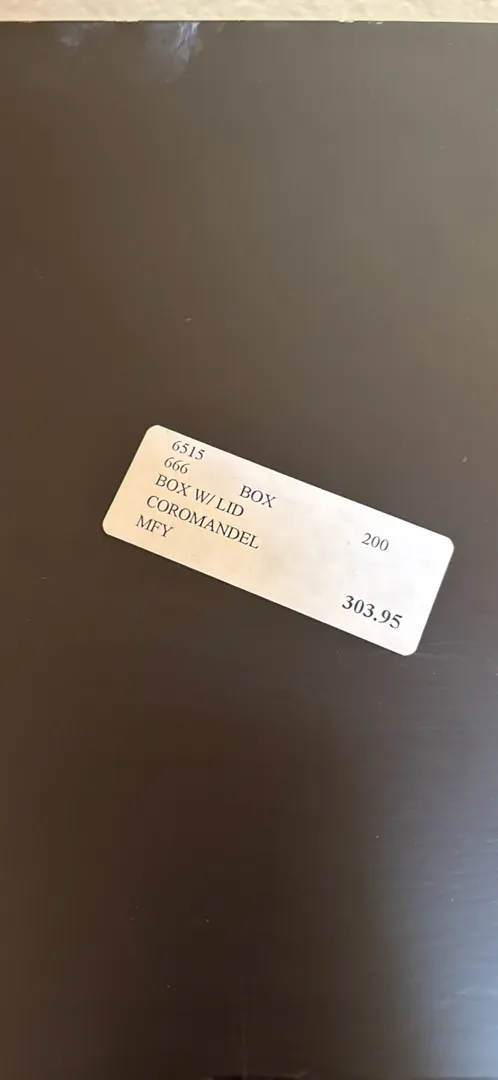 6515
666 BOX 200
BOX W/ LID
COROMANDEL
MFY
303.95